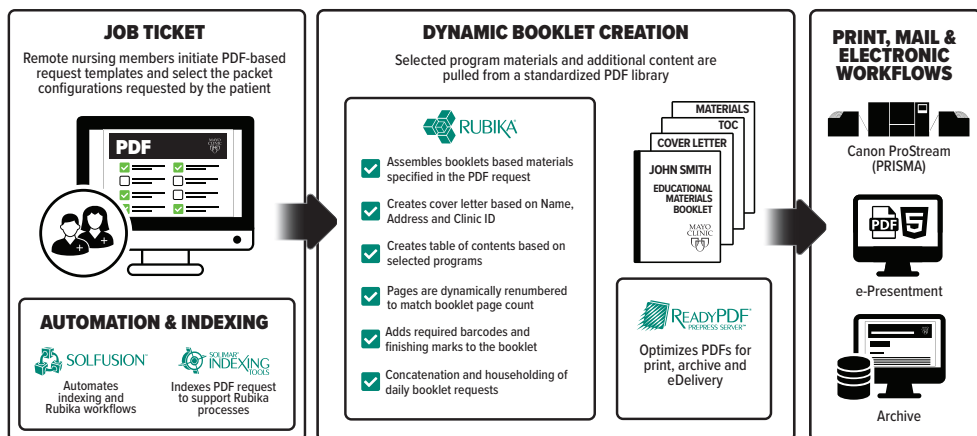 JOB TICKET
Remote nursing members initiate PDF-based
request templates and select the packet
configurations requested by the patient
PDF
MAYO
CLINIC
AUTOMATION & INDEXING
SOLFUSION™
Automates
indexing and
Rubika workflows
SOLIMAR®
INDEXING
TOOLS
Indexes PDF request
to support Rubika
processes
DYNAMIC BOOKLET CREATION
Selected program materials and additional content are
pulled from a standardized PDF library
RUBIKA®
Assembles booklets based materials
specified in the PDF request
Creates cover letter based on Name,
Address and Clinic ID
Creates table of contents based on
selected programs
Pages are dynamically renumbered
to match booklet page count
Adds required barcodes and
finishing marks to the booklet
Concatenation and householding of
daily booklet requests
MATERIALS
TOC
COVER LETTER
JOHN SMITH
EDUCATIONAL
MATERIALS
BOOKLET
MAYO
CLINIC
READYPDF®
PREPRESS SERVER™
Optimizes PDFs for
print, archive and
eDelivery
PRINT, MAIL &
ELECTRONIC
WORKFLOWS
Canon ProStream
(PRISMA)
PDF
5
e-Presentment
Archive